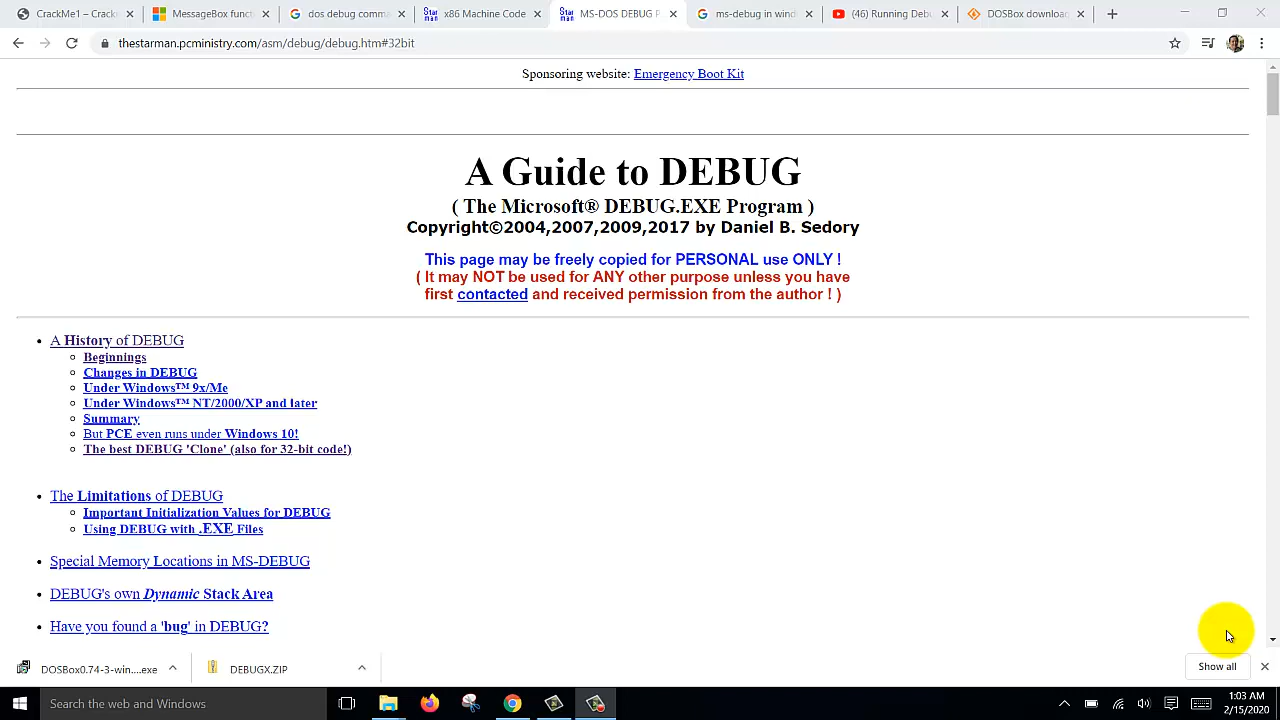 CrackMe1 – Crack
MessageBox func
dos debug comma
x86 Machine Code
MS-DOS DEBUG P
ms-debug in wind
Running Debu
DOSBox downloa
thestarman.pcministry.com/asm/debug/debug.htm#32bit
Sponsoring website: Emergency Boot Kit
A Guide to DEBUG
( The Microsoft® DEBUG.EXE Program )
Copyright©2004,2007,2009,2017 by Daniel B. Sedory
This page may be freely copied for PERSONAL use ONLY !
( It may NOT be used for ANY other purpose unless you have
first contacted and received permission from the author ! )
A History of DEBUG
Beginnings
Changes in DEBUG
Under Windows™ 9x/Me
Under Windows™ NT/2000/XP and later
Summary
But PCE even runs under Windows 10!
The best DEBUG 'Clone' (also for 32-bit code!)
The Limitations of DEBUG
Important Initialization Values for DEBUG
Using DEBUG with .EXE Files
Special Memory Locations in MS-DEBUG
DEBUG's own Dynamic Stack Area
Have you found a 'bug' in DEBUG?
DOSBox0.74-3-win....exe
DEBUGX.ZIP
Show all
Search the web and Windows
1:03 AM
2/15/2020